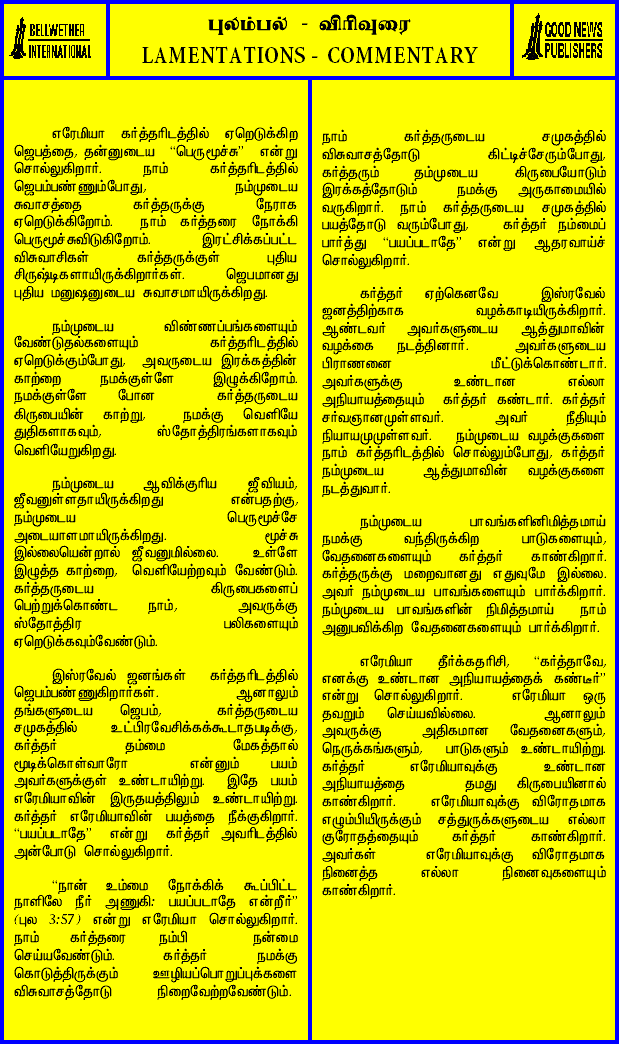 BELLWETHER
INTERNATIONAL
புலம்பல் - விரிவுரை
LAMENTATIONS - COMMENTARY
GOOD NEWS
PUBLISHERS
எரேமியா கர்த்தரிடத்தில் ஏறெடுக்கிற
ஜெபத்தை, தன்னுடைய “பெருமூச்சு” என்று
சொல்லுகிறார். நாம் கர்த்தரிடத்தில்
ஜெபம்பண்ணும்போது, நம்முடைய
சுவாசத்தை கர்த்தருக்கு நேராக
ஏறெடுக்கிறோம். நாம் கர்த்தரை நோக்கி
பெருமூச்சுவிடுகிறோம். இரட்சிக்கப்பட்ட
விசுவாசிகள் கர்த்தருக்குள் புதிய
சிருஷ்டிகளாயிருக்கிறார்கள். ஜெபமானது
புதிய மனுஷனுடைய சுவாசமாயிருக்கிறது.
நம்முடைய விண்ணப்பங்களையும்
வேண்டுதல்களையும் கர்த்தரிடத்தில்
ஏறெடுக்கும்போது, அவருடைய இரக்கத்தின்
காற்றை நமக்குள்ளே இழுக்கிறோம்.
நமக்குள்ளே போன கர்த்தருடைய
கிருபையின் காற்று, நமக்கு வெளியே
துதிகளாகவும், ஸ்தோத்திரங்களாகவும்
வெளியேறுகிறது.
நம்முடைய ஆவிக்குரிய ஜீவியம்,
ஜீவனுள்ளதாயிருக்கிறது என்பதற்கு,
நம்முடைய பெருமூச்சே
அடையாளமாயிருக்கிறது. மூச்சு
இல்லையென்றால் ஜீவனுமில்லை. உள்ளே
இழுத்த காற்றை, வெளியேற்றவும் வேண்டும்.
கர்த்தருடைய கிருபைகளைப்
பெற்றுக்கொண்ட நாம், அவருக்கு
ஸ்தோத்திர பலிகளையும்
ஏறெடுக்கவும்வேண்டும்.
இஸ்ரவேல் ஜனங்கள் கர்த்தரிடத்தில்
ஜெபம்பண்ணுகிறார்கள். ஆனாலும்
தங்களுடைய ஜெபம், கர்த்தருடைய
சமுகத்தில் உட்பிரவேசிக்கக்கூடாதபடிக்கு,
கர்த்தர் தம்மை மேகத்தால்
மூடிக்கொள்வாரோ என்னும் பயம்
அவர்களுக்குள் உண்டாயிற்று. இதே பயம்
எரேமியாவின் இருதயத்திலும் உண்டாயிற்று.
கர்த்தர் எரேமியாவின் பயத்தை நீக்குகிறார்.
“பயப்படாதே” என்று கர்த்தர் அவரிடத்தில்
அன்போடு சொல்லுகிறார்.
“நான் உம்மை நோக்கிக் கூப்பிட்ட
நாளிலே நீர் அணுகி: பயப்படாதே என்றீர்”
(புல 3:57) என்று எரேமியா சொல்லுகிறார்.
நாம் கர்த்தரை நம்பி நன்மை
செய்யவேண்டும். கர்த்தர் நமக்கு
கொடுத்திருக்கும் ஊழியப்பொறுப்புக்களை
விசுவாசத்தோடு நிறைவேற்றவேண்டும்.
நாம் கர்த்தருடைய சமுகத்தில்
விசுவாசத்தோடு கிட்டிச்சேரும்போது,
கர்த்தரும் தம்முடைய கிருபையோடும்
இரக்கத்தோடும் நமக்கு அருகாமையில்
வருகிறார். நாம் கர்த்தருடைய சமுகத்தில்
பயத்தோடு வரும்போது, கர்த்தர் நம்மைப்
பார்த்து “பயப்படாதே” என்று ஆதரவாய்ச்
சொல்லுகிறார்.
கர்த்தர் ஏற்கெனவே இஸ்ரவேல்
ஜனத்திற்காக வழக்காடியிருக்கிறார்.
ஆண்டவர் அவர்களுடைய ஆத்துமாவின்
வழக்கை நடத்தினார். அவர்களுடைய
பிராணனை மீட்டுக்கொண்டார்.
அவர்களுக்கு உண்டான எல்லா
அநியாயத்தையும் கர்த்தர் கண்டார். கர்த்தர்
சர்வஞானமுள்ளவர். அவர் நீதியும்
நியாயமுமுள்ளவர். நம்முடைய வழக்குகளை
நாம் கர்த்தரிடத்தில் சொல்லும்போது, கர்த்தர்
நம்முடைய ஆத்துமாவின் வழக்குகளை
நடத்துவார்.
நம்முடைய பாவங்களினிமித்தமாய்
நமக்கு வந்திருக்கிற பாடுகளையும்,
வேதனைகளையும் கர்த்தர் காண்கிறார்.
கர்த்தருக்கு மறைவானது எதுவுமே இல்லை.
அவர் நம்முடைய பாவங்களையும் பார்க்கிறார்.
நம்முடைய பாவங்களின் நிமித்தமாய் நாம்
அனுபவிக்கிற வேதனைகளையும் பார்க்கிறார்.
எரேமியா தீர்க்கதரிசி, “கர்த்தாவே,
எனக்கு உண்டான அநியாயத்தைக் கண்டீர்”
என்று சொல்லுகிறார். எரேமியா ஒரு
தவறும் செய்யவில்லை. ஆனாலும்
அவருக்கு அதிகமான வேதனைகளும்,
நெருக்கங்களும், பாடுகளும் உண்டாயிற்று.
கர்த்தர் எரேமியாவுக்கு உண்டான
அநியாயத்தை தமது கிருபையினால்
காண்கிறார். எரேமியாவுக்கு விரோதமாக
எழும்பியிருக்கும் சத்துருக்களுடைய எல்லா
குரோதத்தையும் கர்த்தர் காண்கிறார்.
அவர்கள் எரேமியாவுக்கு விரோதமாக
நினைத்த எல்லா நினைவுகளையும்
காண்கிறார்.